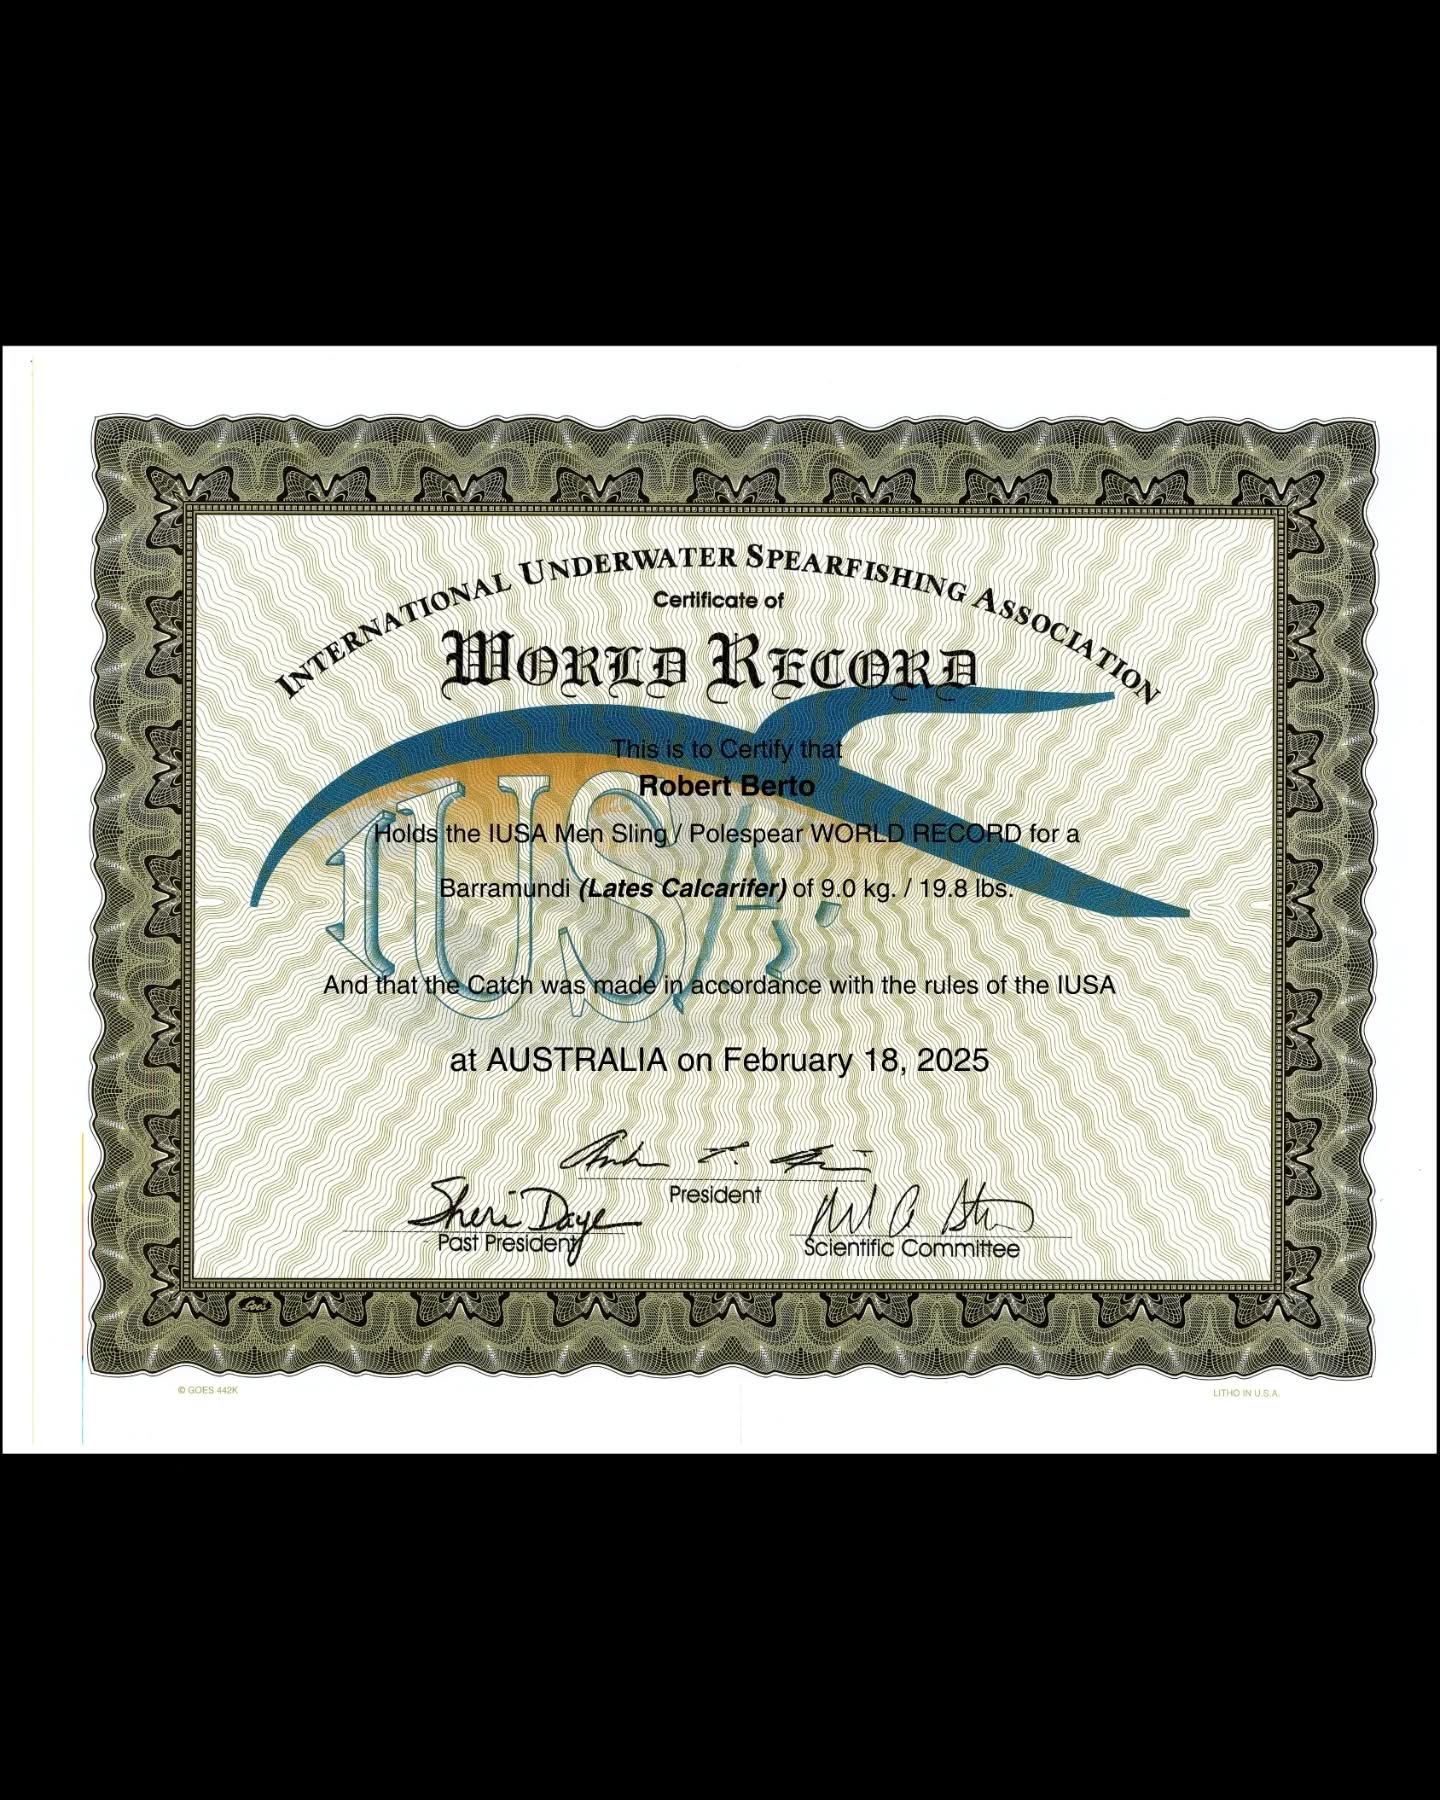 INTERNATIONAL UNDERWATER SPEARFISHING ASSOCIATION
Certificate of
WORLD RECORD
This is to Certify that
Robert Berto
Holds the IUSA Men Sling / Polespear WORLD RECORD for a
Barramundi (Lates Calcarifer) of 9.0 kg. / 19.8 lbs.
IUSA
And that the Catch was made in accordance with the rules of the IUSA
at AUSTRALIA on February 18, 2025
President
Sheri Daye
Past President
Scientific Committee
Goes
© GOES 442K
LITHO IN U.S.A.